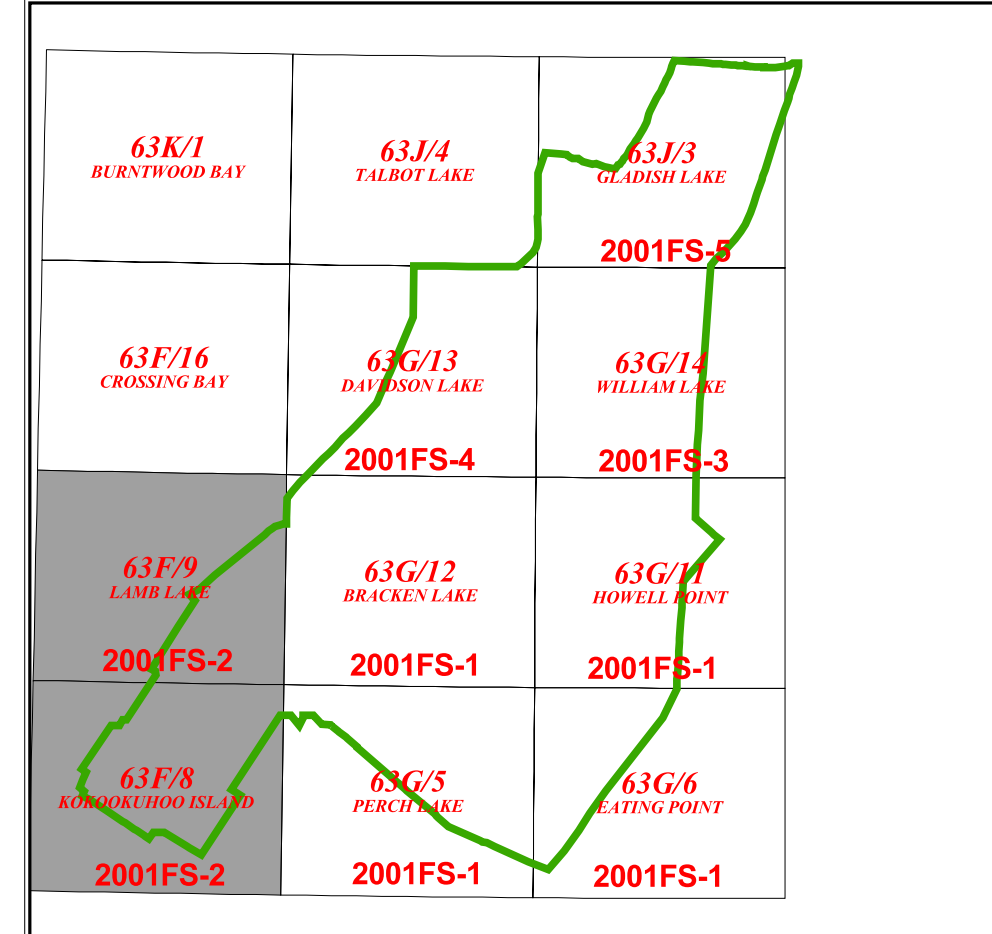 63K/1
BURNTWOOD BAY
63J/4
TALBOT LAKE
63J/3
GLADISH LAKE
2001FS-5
63F/16
CROSSING BAY
63G/13
DAVIDSON LAKE
2001FS-4
63G/14
WILLIAM LAKE
2001FS-3
63F/9
LAMB LAKE
2001FS-2
63G/12
BRACKEN LAKE
2001FS-1
63G/11
HOWELL POINT
2001FS-1
63F/8
KOKOOKUHOO ISLAND
2001FS-2
63G/5
PERCH LAKE
2001FS-1
63G/6
EATING POINT
2001FS-1